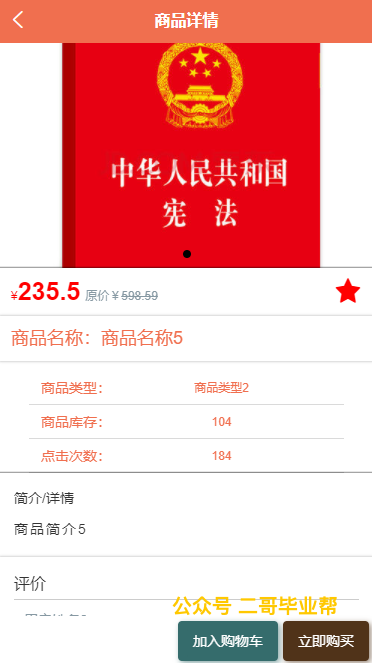 商品详情
中华人民共和国
宪 法
¥235.5 原价￥598.59
商品名称：商品名称5
商品类型： 商品类型2
商品库存： 104
点击次数： 184
简介/详情
商品简介5
评价
公众号 二哥毕业帮
加入购物车 立即购买